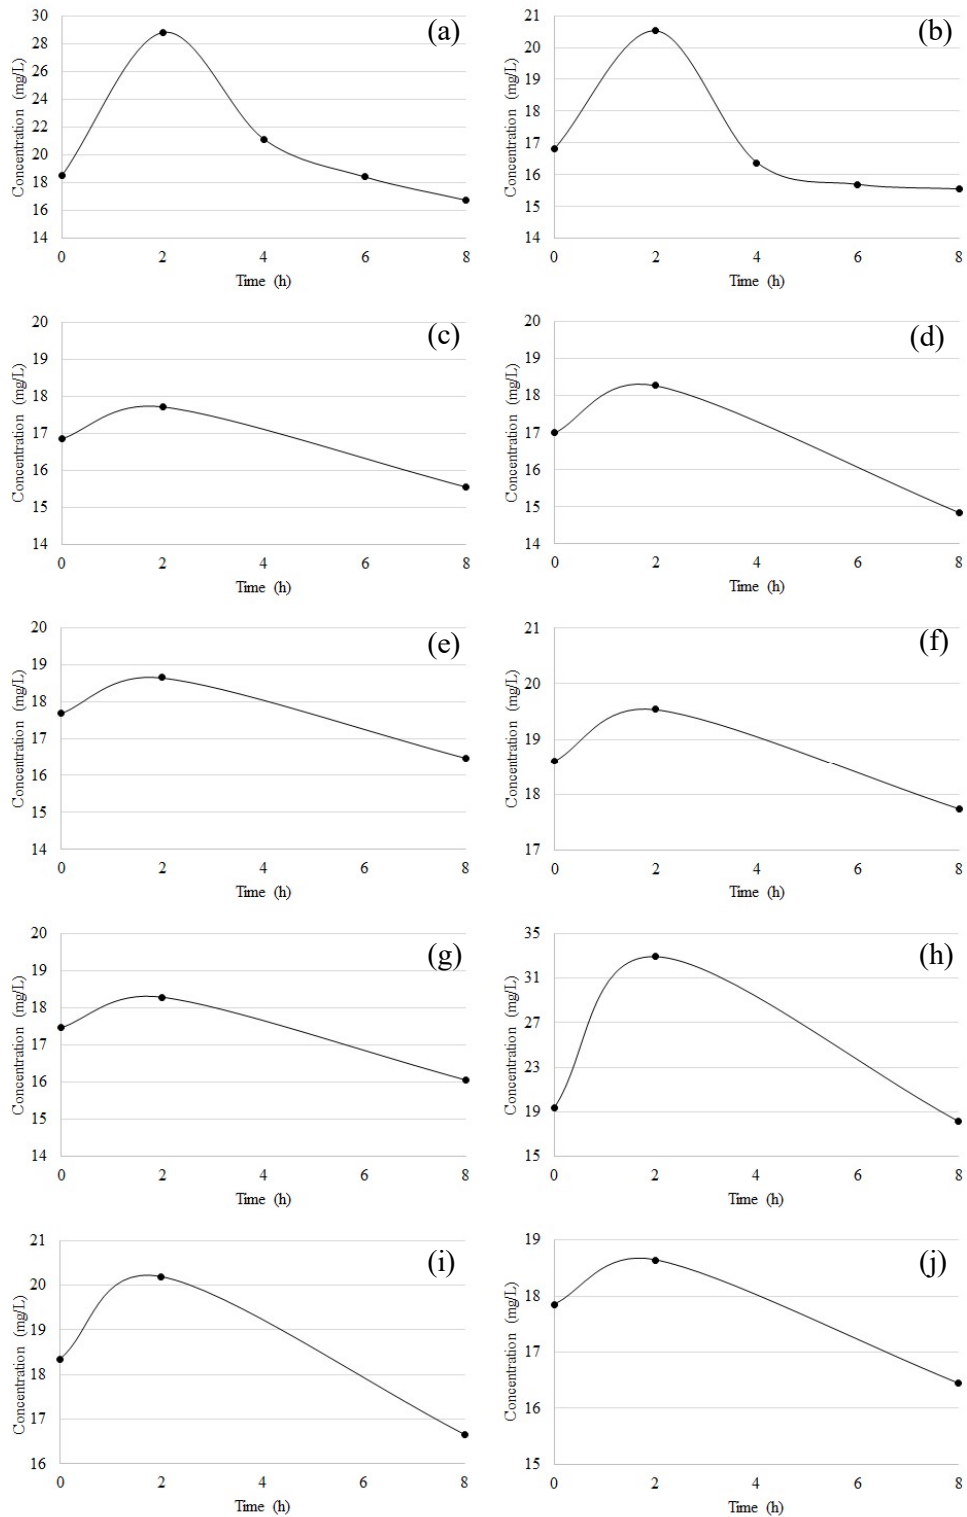 (a)
Concentration (mg/L)
30
28
26
24
22
20
18
16
14
0 2 4 6 8
Time (h)
(b)
Concentration (mg/L)
21
20
19
18
17
16
15
14
0 2 4 6 8
Time (h)
(c)
Concentration (mg/L)
20
19
18
17
16
15
14
0 2 4 6 8
Time (h)
(d)
Concentration (mg/L)
20
19
18
17
16
15
14
0 2 4 6 8
Time (h)
(e)
Concentration (mg/L)
20
19
18
17
16
15
14
0 2 4 6 8
Time (h)
(f)
Concentration (mg/L)
21
20
19
18
17
0 2 4 6 8
Time (h)
(g)
Concentration (mg/L)
20
19
18
17
16
15
14
0 2 4 6 8
Time (h)
(h)
Concentration (mg/L)
35
31
27
23
19
15
0 2 4 6 8
Time (h)
(i)
Concentration (mg/L)
21
20
19
18
17
16
0 2 4 6 8
Time (h)
(j)
Concentration (mg/L)
19
18
17
16
15
0 2 4 6 8
Time (h)